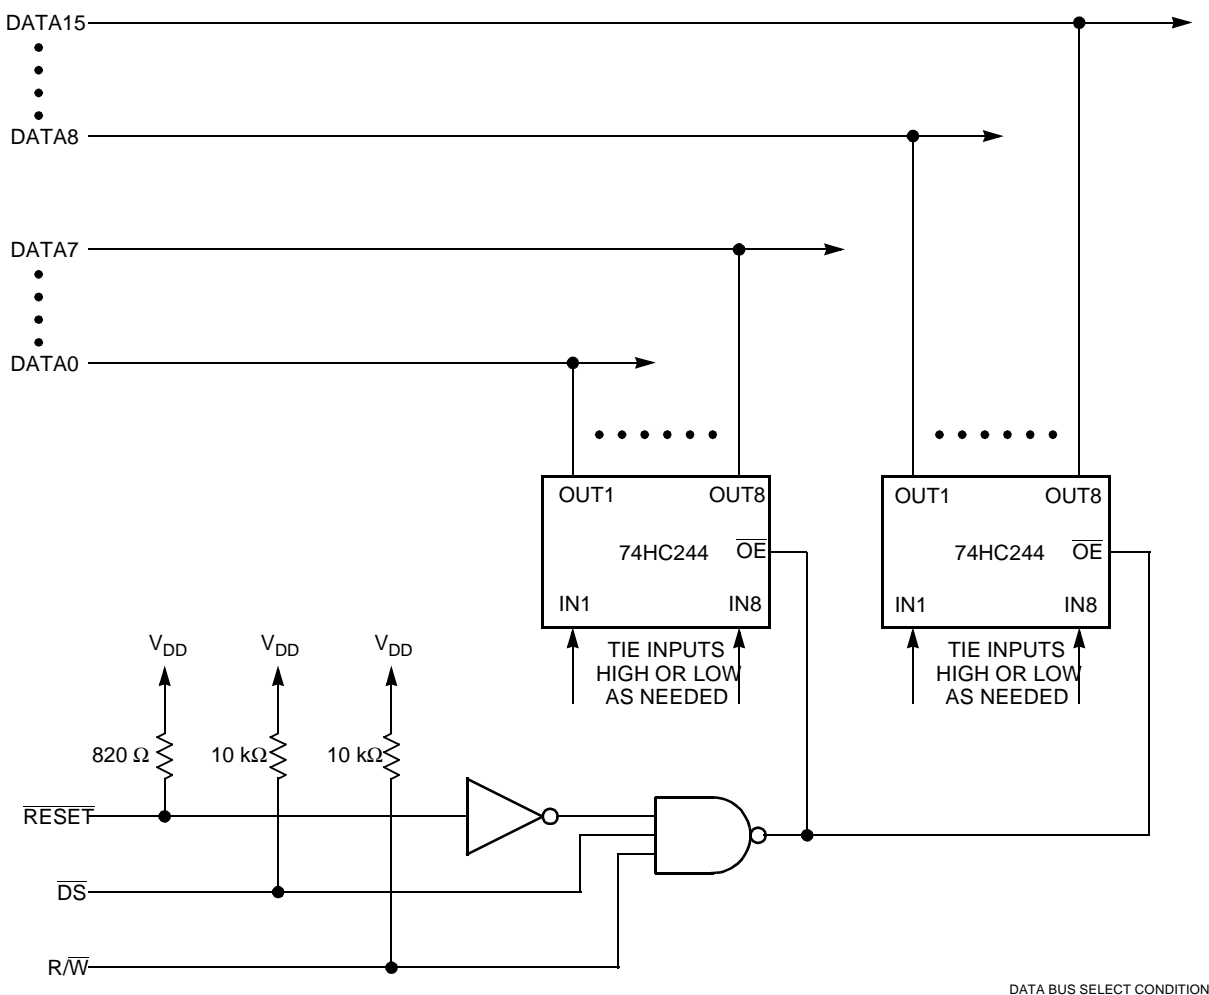 DATA15
DATA8
DATA7
DATA0
OUT1 OUT8
74HC244 OE
IN1 IN8
TIE INPUTS
HIGH OR LOW
AS NEEDED
OUT1 OUT8
74HC244 OE
IN1 IN8
TIE INPUTS
HIGH OR LOW
AS NEEDED
VDD VDD VDD
820 Ω 10 kΩ 10 kΩ
RESET
DS
R/W
DATA BUS SELECT CONDITION